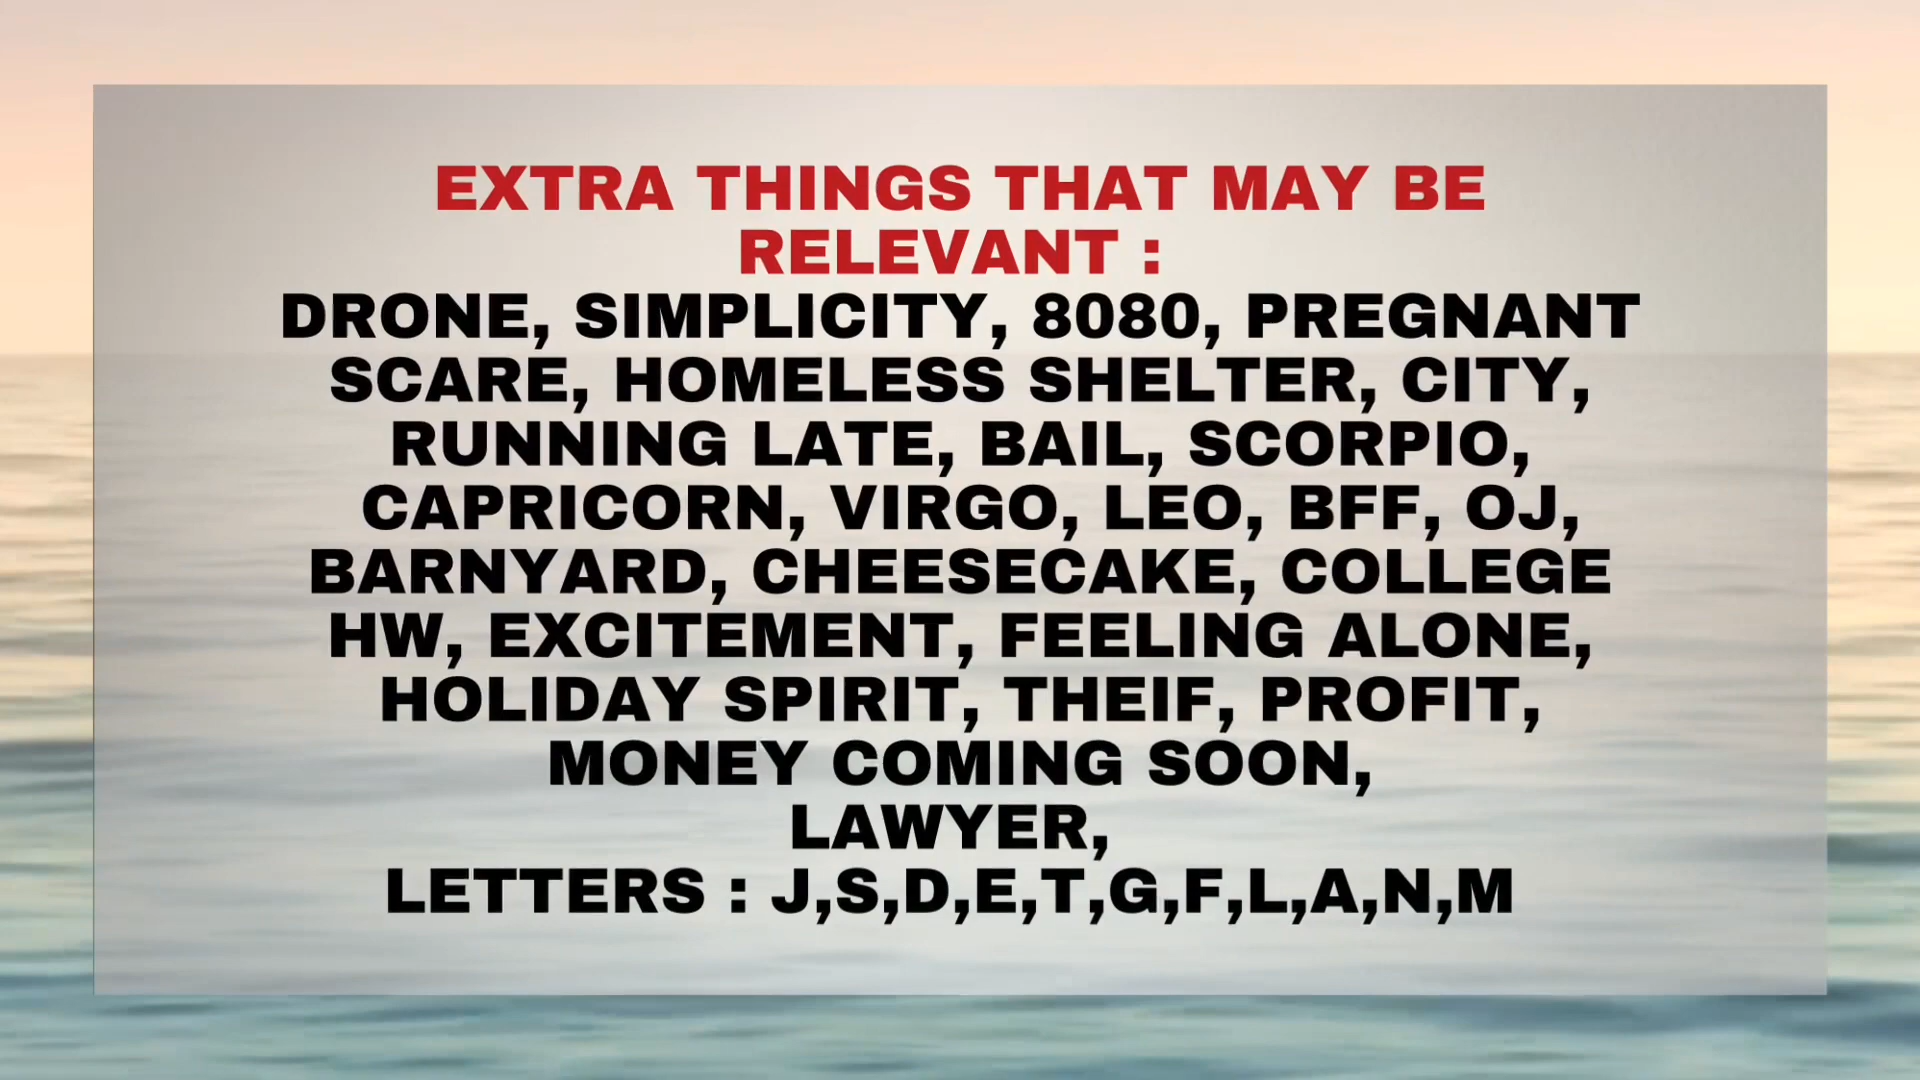 EXTRA THINGS THAT MAY BE
RELEVANT :
DRONE, SIMPLICITY, 8080, PREGNANT
SCARE, HOMELESS SHELTER, CITY,
RUNNING LATE, BAIL, SCORPIO,
CAPRICORN, VIRGO, LEO, BFF, OJ,
BARNYARD, CHEESECAKE, COLLEGE
HW, EXCITEMENT, FEELING ALONE,
HOLIDAY SPIRIT, THEIF, PROFIT,
MONEY COMING SOON,
LAWYER,
LETTERS : J,S,D,E,T,G,F,L,A,N,M